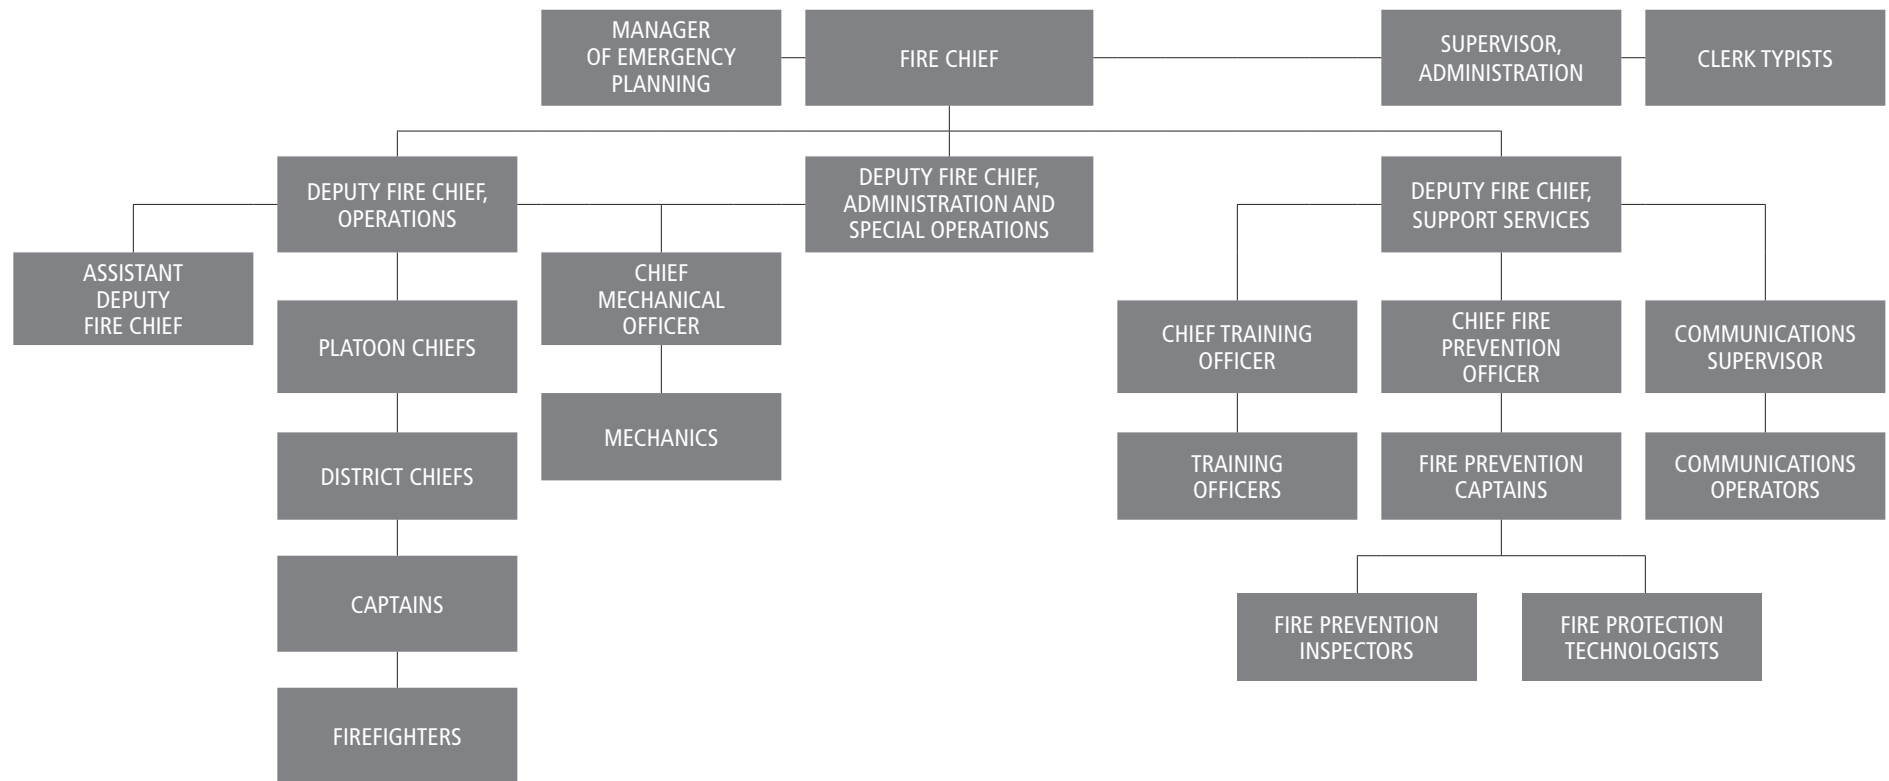 MANAGER
OF EMERGENCY
PLANNING
FIRE CHIEF
SUPERVISOR,
ADMINISTRATION
CLERK TYPISTS
DEPUTY FIRE CHIEF,
OPERATIONS
DEPUTY FIRE CHIEF,
ADMINISTRATION AND
SPECIAL OPERATIONS
DEPUTY FIRE CHIEF,
SUPPORT SERVICES
ASSISTANT
DEPUTY
FIRE CHIEF
CHIEF
MECHANICAL
OFFICER
PLATOON CHIEFS
CHIEF TRAINING
OFFICER
CHIEF FIRE
PREVENTION
OFFICER
COMMUNICATIONS
SUPERVISOR
MECHANICS
DISTRICT CHIEFS
TRAINING
OFFICERS
FIRE PREVENTION
CAPTAINS
COMMUNICATIONS
OPERATORS
CAPTAINS
FIRE PREVENTION
INSPECTORS
FIRE PROTECTION
TECHNOLOGISTS
FIREFIGHTERS